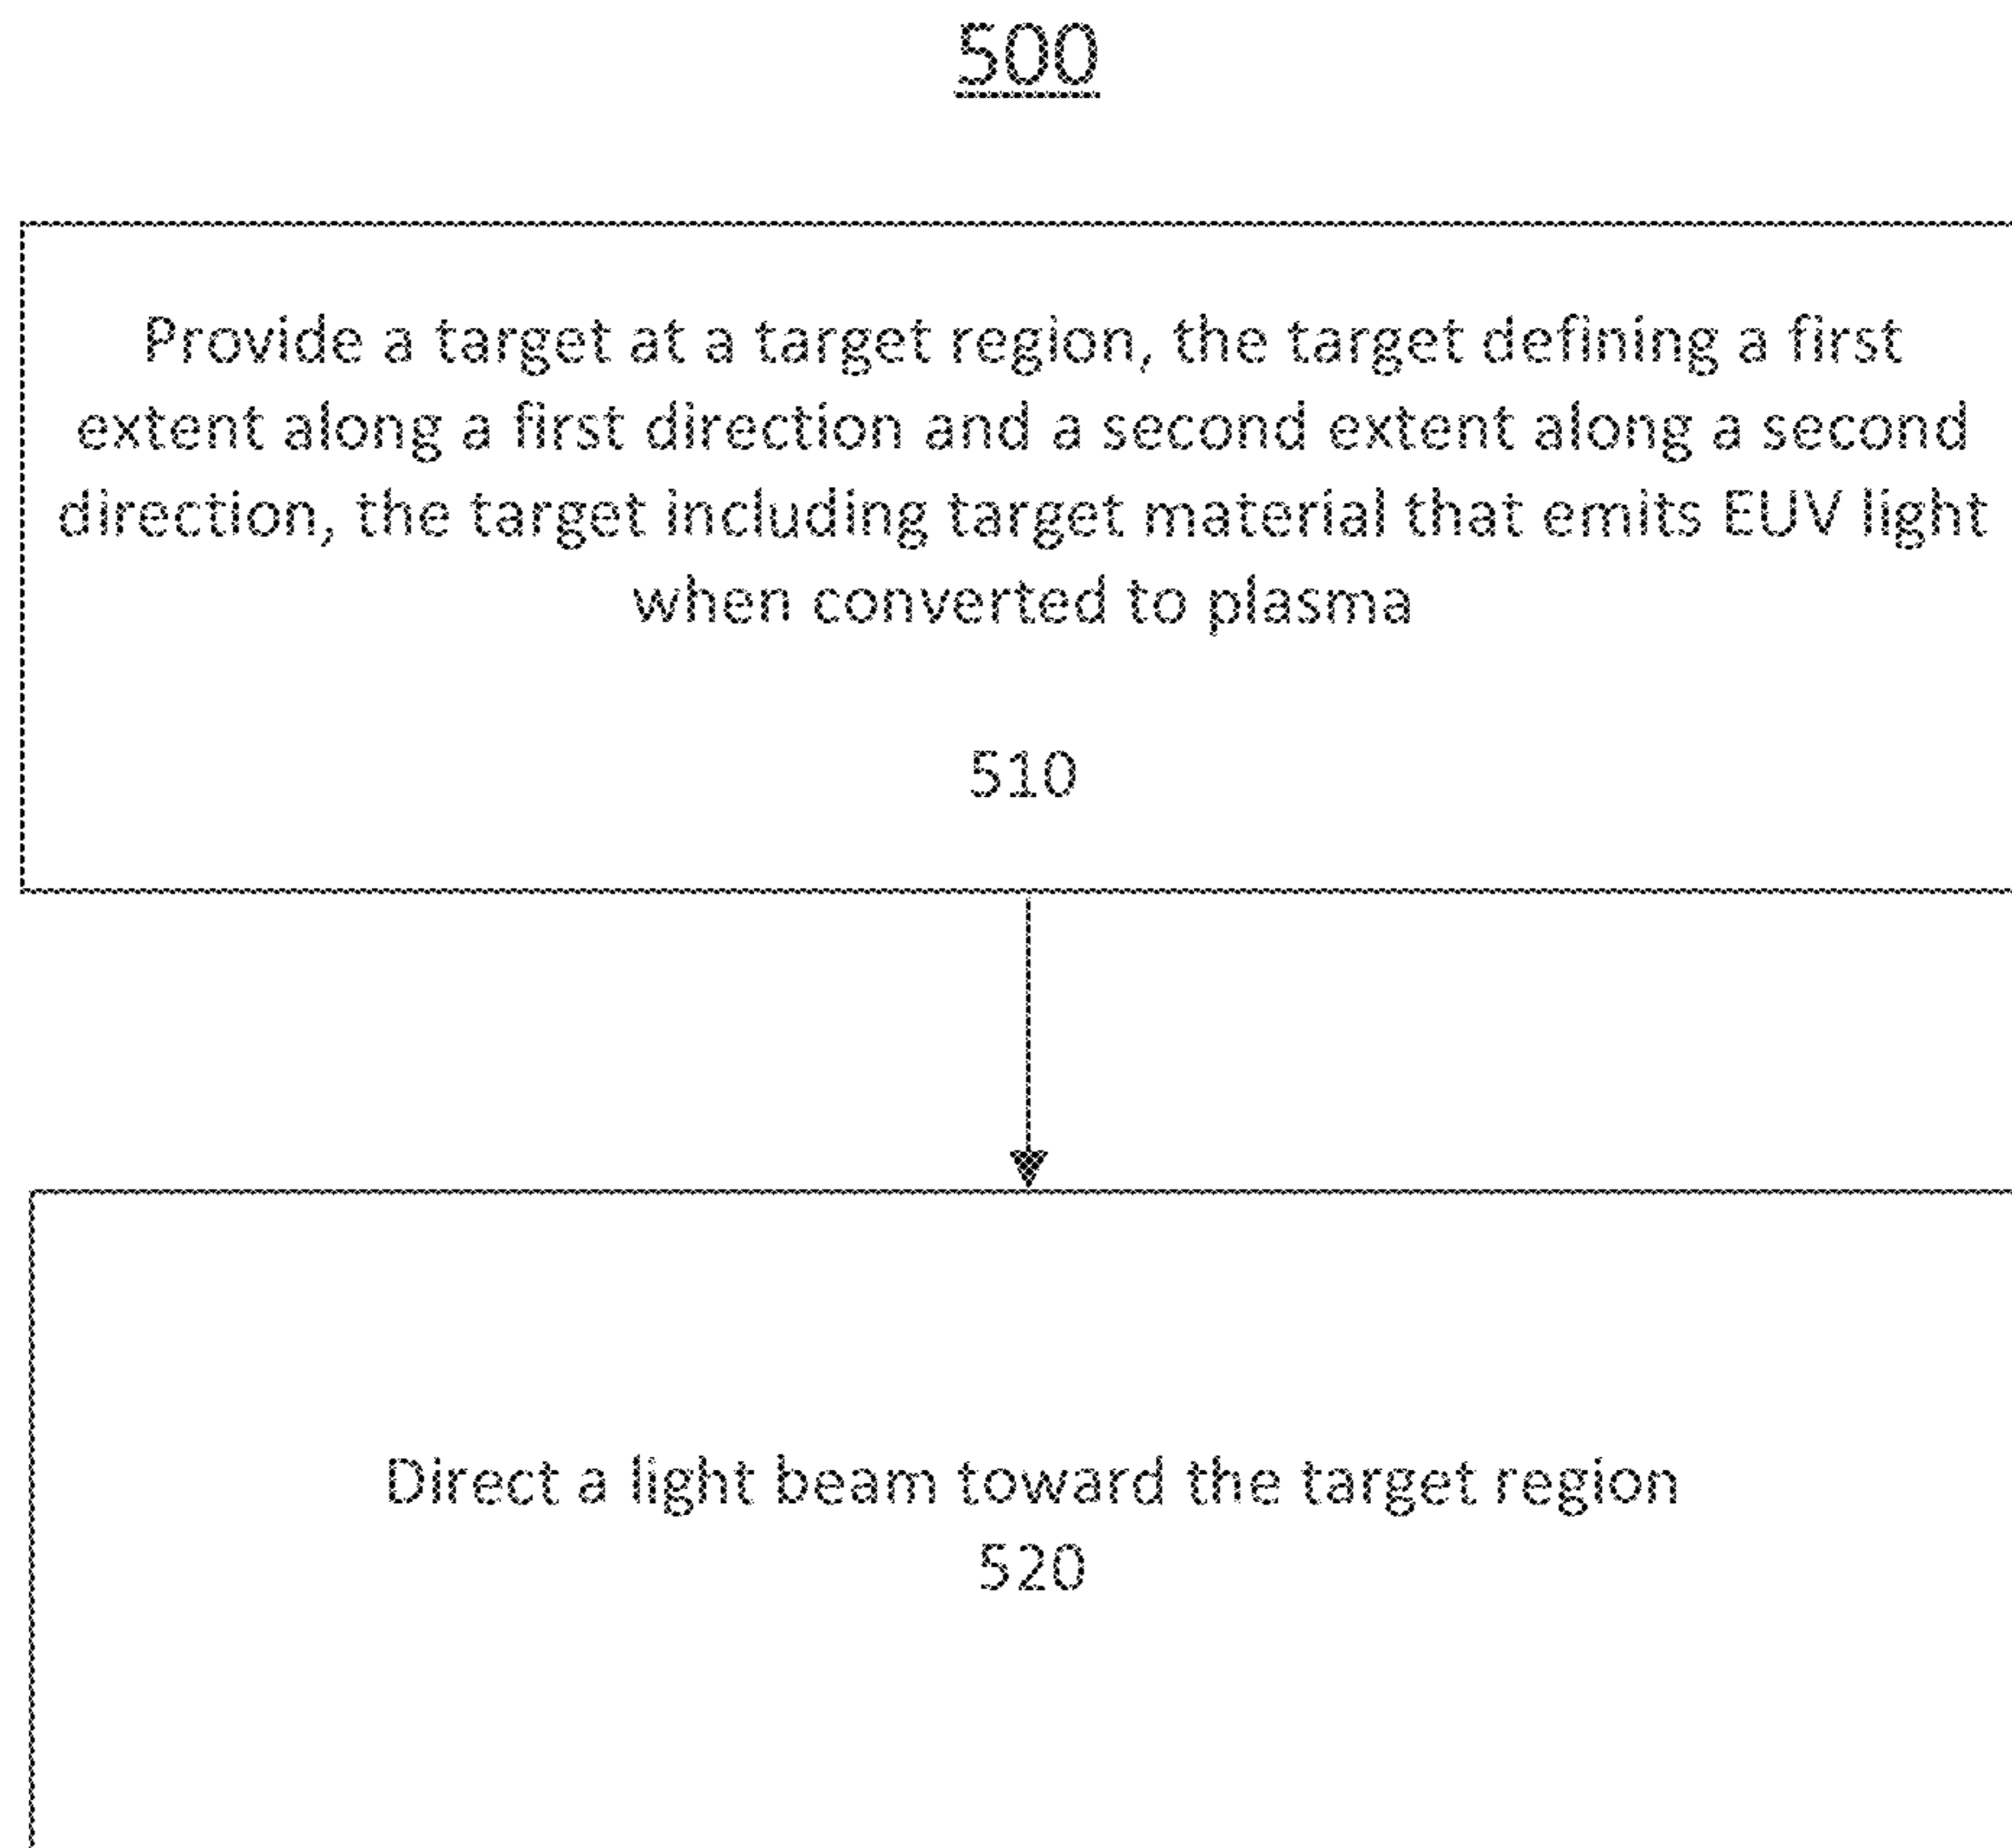 500
Provide a target at a target region, the target defining a first
extent along a first direction and a second extent along a second
direction, the target including target material that emits EUV light
when converted to plasma
510
Direct a light beam toward the target region
520